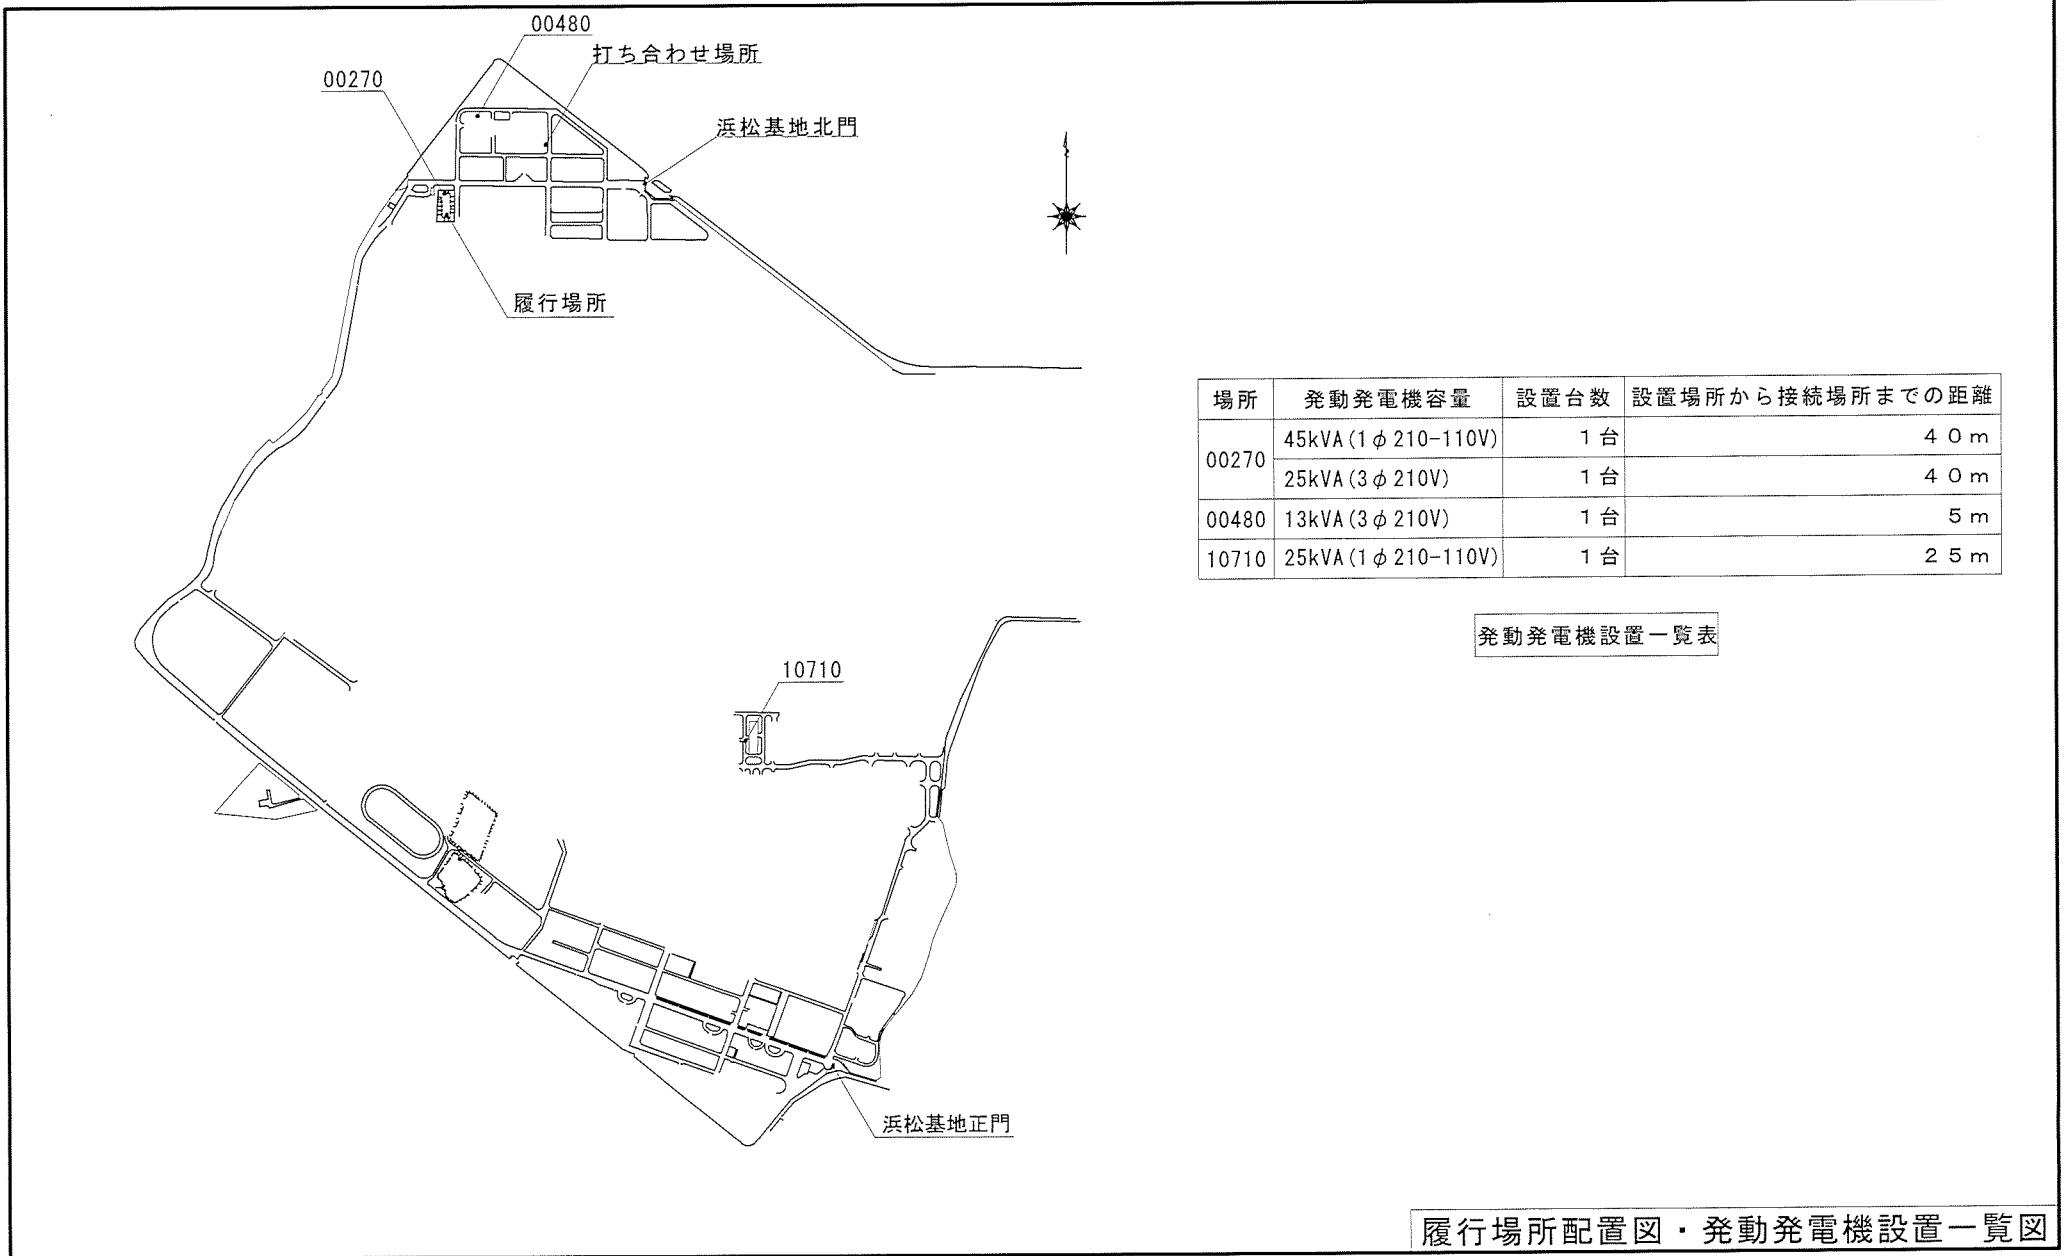 00480
打ち合わせ場所
00270
浜松基地北門
履行場所
場所 発動発電機容量 設置台数 設置場所から接続場所までの距離
00270 45kVA(1φ210-110V) 1台 40m
25kVA(3φ210V) 1台 40m
00480 13kVA(3φ210V) 1台 5m
10710 25kVA(1φ210-110V) 1台 25m
発動発電機設置一覧表
10710
浜松基地正門
履行場所配置図・発動発電機設置一覧図